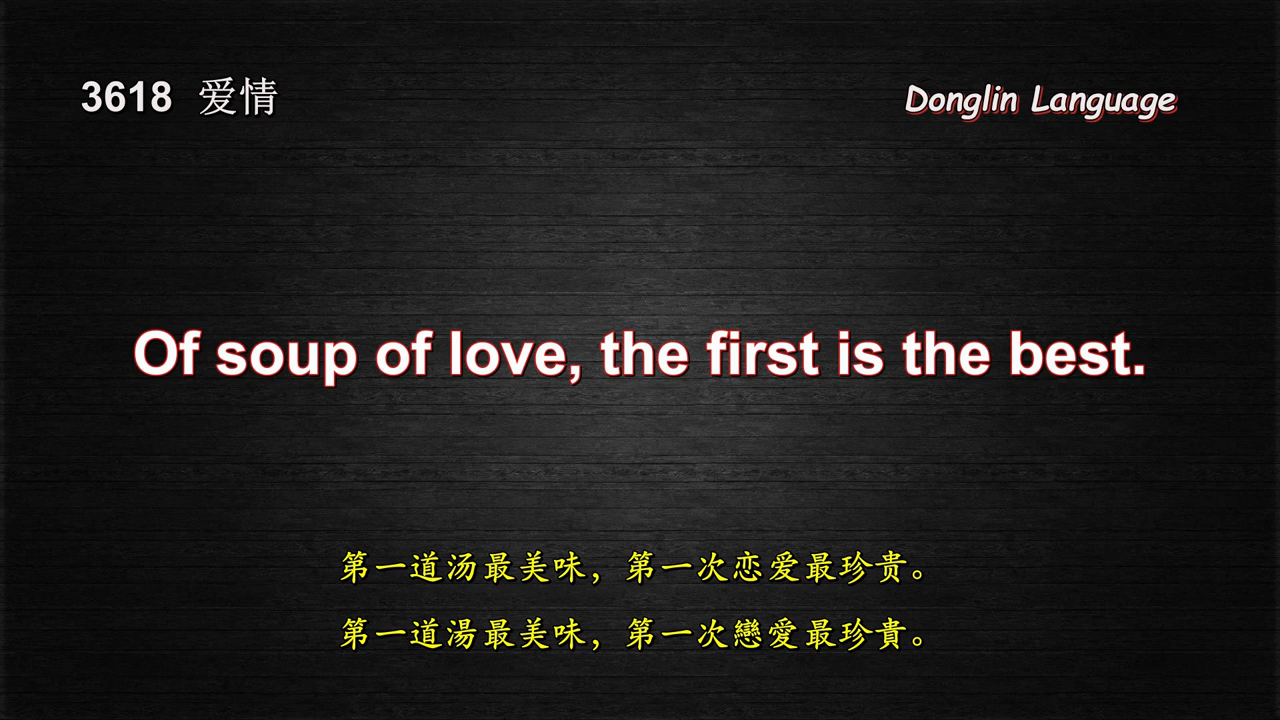 3618 爱情
Donglin Language
Of soup of love, the first is the best.
第一道汤最美味，第一次恋爱最珍贵。
第一道湯最美味，第一次戀愛最珍貴。